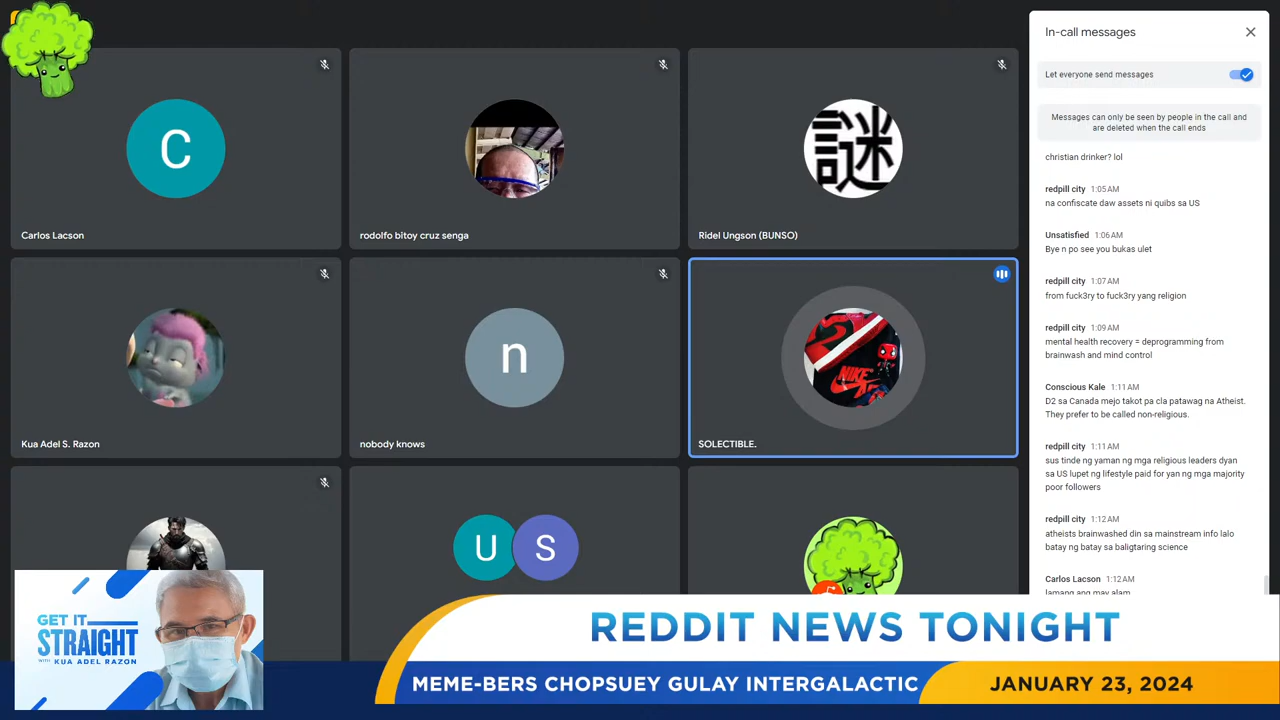 C
Carlos Lacson
rodolfo bitoy cruz senga
謎
Ridel Ungson (BUNSO)
Kua Adel S. Razon
n
nobody knows
NIKE
SOLECTIBLE.
U
S
In-call messages
Let everyone send messages
Messages can only be seen by people in the call and
are deleted when the call ends
christian drinker? lol
redpill city 1:05 AM
na confiscate daw assets ni quibs sa US
Unsatisfied 1:06 AM
Bye n po see you bukas ulet
redpill city 1:07 AM
from fuck3ry to fuck3ry yang religion
redpill city 1:09 AM
mental health recovery = deprogramming from
brainwash and mind control
Conscious Kale 1:11 AM
D2 sa Canada mejo takot pa cla patawag na Atheist.
They prefer to be called non-religious.
redpill city 1:11 AM
sus tinde ng yaman ng mga religious leaders dyan
sa US lupet ng lifestyle paid for yan ng mga majority
poor followers
redpill city 1:12 AM
atheists brainwashed din sa mainstream info lalo
batay ng batay sa baligtaring science
Carlos Lacson 1:12 AM
lamang ang may alam
GET IT
STRAIGHT
WITH KUA ADEL RAZON
REDDIT NEWS TONIGHT
MEME-BERS CHOPSUEY GULAY INTERGALACTIC
JANUARY 23, 2024